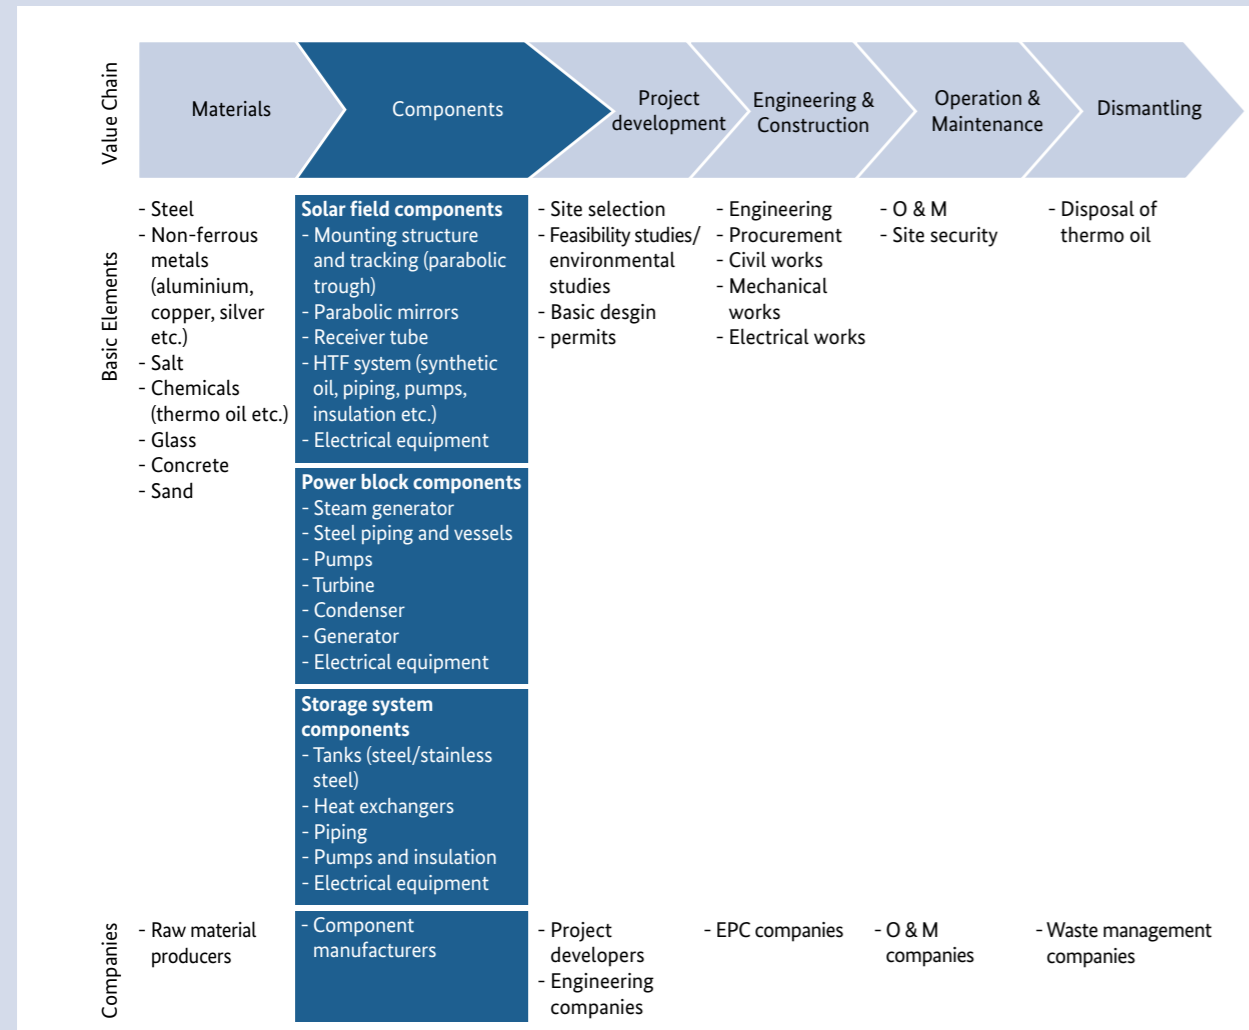 Value Chain
Materials
Components
Project
development
Engineering &
Construction
Operation &
Maintenance
Dismantling
Basic Elements
- Steel
- Non-ferrous
metals
(aluminium,
copper, silver
etc.)
- Salt
- Chemicals
(thermo oil etc.)
- Glass
- Concrete
- Sand
Solar field components
- Mounting structure
and tracking (parabolic
trough)
- Parabolic mirrors
- Receiver tube
- HTF system (synthetic
oil, piping, pumps,
insulation etc.)
- Electrical equipment
Power block components
- Steam generator
- Steel piping and vessels
- Pumps
- Turbine
- Condenser
- Generator
- Electrical equipment
Storage system
components
- Tanks (steel/stainless
steel)
- Heat exchangers
- Piping
- Pumps and insulation
- Electrical equipment
- Site selection
- Feasibility studies/
environmental
studies
- Basic desgin
- permits
- Engineering
- Procurement
- Civil works
- Mechanical
works
- Electrical works
- O & M
- Site security
- Disposal of
thermo oil
Companies
- Raw material
producers
- Component
manufacturers
- Project
developers
- Engineering
companies
- EPC companies
- O & M
companies
- Waste management
companies